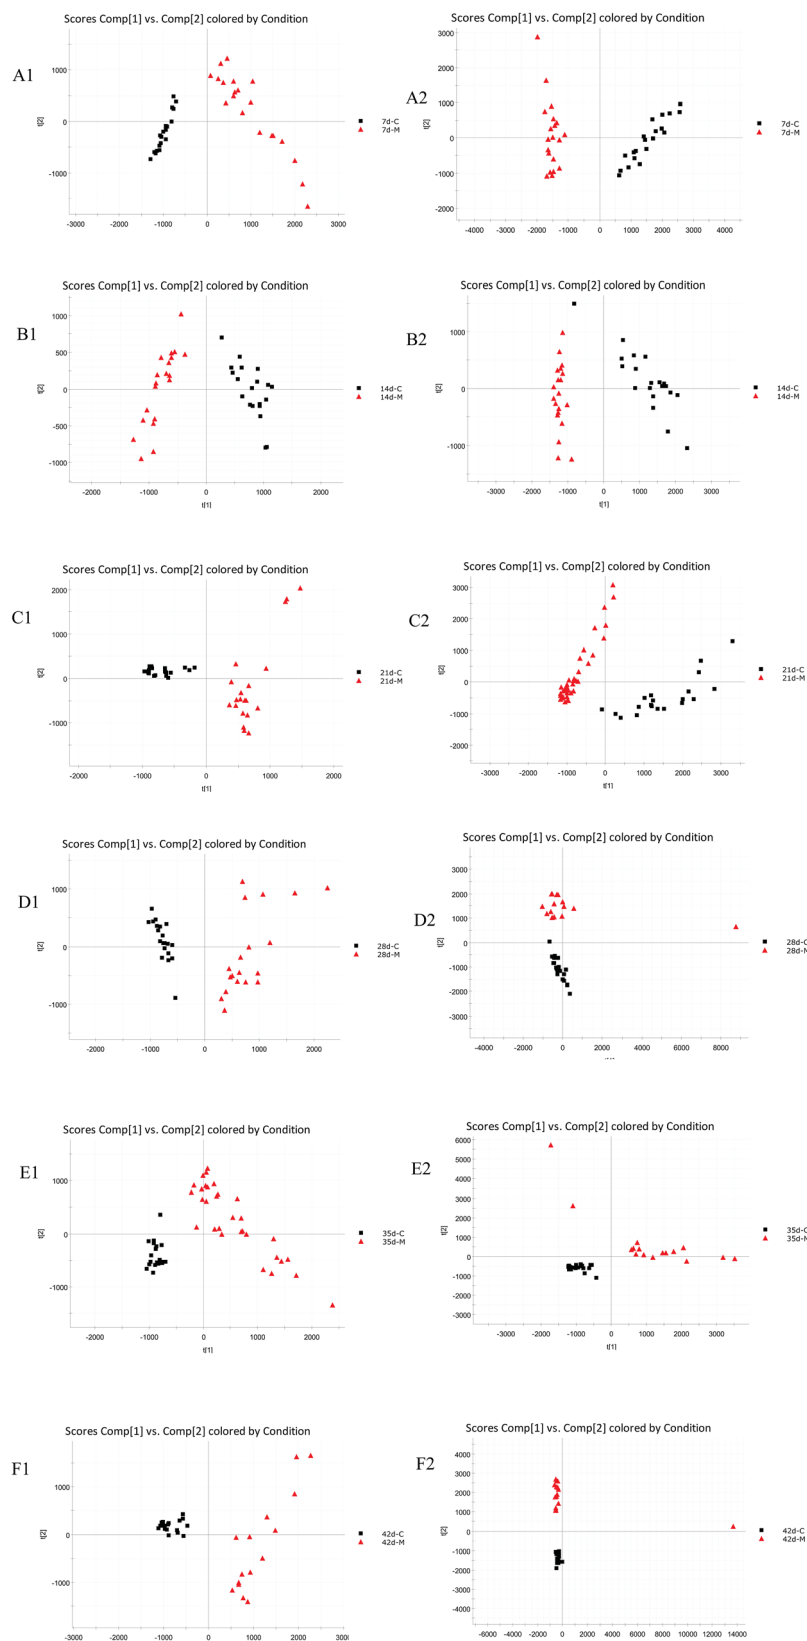 Scores Comp[1] vs. Comp[2] colored by Condition
A1
1000
0
-1000
t[2]
-3000 -2000 -1000 0 1000 2000 3000
7d-C
7d-M
Scores Comp[1] vs. Comp[2] colored by Condition
A2
3000
2000
1000
0
-1000
-2000
t[2]
-4000 -3000 -2000 -1000 0 1000 2000 3000 4000
7d-C
7d-M
Scores Comp[1] vs. Comp[2] colored by Condition
B1
1000
500
0
-500
-1000
t[2]
-2000 -1000 0 1000 2000
t[1]
14d-C
14d-M
Scores Comp[1] vs. Comp[2] colored by Condition
B2
1000
0
-1000
t[2]
-3000 -2000 -1000 0 1000 2000 3000
t[1]
14d-C
14d-M
Scores Comp[1] vs. Comp[2] colored by Condition
C1
2000
1000
0
-1000
t[2]
-2000 -1000 0 1000 2000
t[1]
21d-C
21d-M
Scores Comp[1] vs. Comp[2] colored by Condition
C2
3000
2000
1000
0
-1000
-2000
t[2]
-3000 -2000 -1000 0 1000 2000 3000
t[1]
21d-C
21d-M
Scores Comp[1] vs. Comp[2] colored by Condition
D1
1000
0
-1000
t[2]
-2000 -1000 0 1000 2000
t[1]
28d-C
28d-M
Scores Comp[1] vs. Comp[2] colored by Condition
D2
3000
2000
1000
0
-1000
-2000
-3000
t[2]
-4000 -2000 0 2000 4000 6000 8000
28d-C
28d-M
Scores Comp[1] vs. Comp[2] colored by Condition
E1
1000
0
-1000
t[2]
-2000 -1000 0 1000 2000
t[1]
35d-C
35d-M
Scores Comp[1] vs. Comp[2] colored by Condition
E2
6000
5000
4000
3000
2000
1000
0
-1000
-2000
-3000
t[2]
-3000 -2000 -1000 0 1000 2000 3000
t[1]
35d-C
35d-M
Scores Comp[1] vs. Comp[2] colored by Condition
F1
1000
0
-1000
t[2]
-3000 -2000 -1000 0 1000 2000 3000
42d-C
42d-M
Scores Comp[1] vs. Comp[2] colored by Condition
F2
4000
3000
2000
1000
0
-1000
-2000
-3000
-4000
t[2]
-6000 -4000 -2000 0 2000 4000 6000 8000 10000 12000 14000
42d-C
42d-M